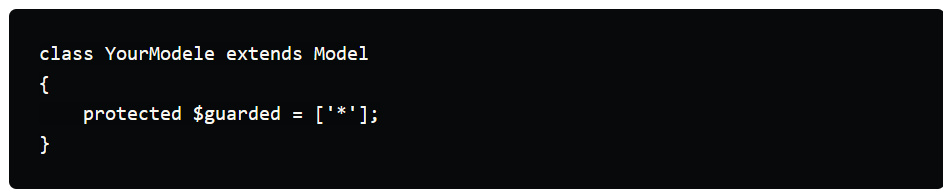 class YourModele extends Model
{
    protected $guarded = ['*'];
}